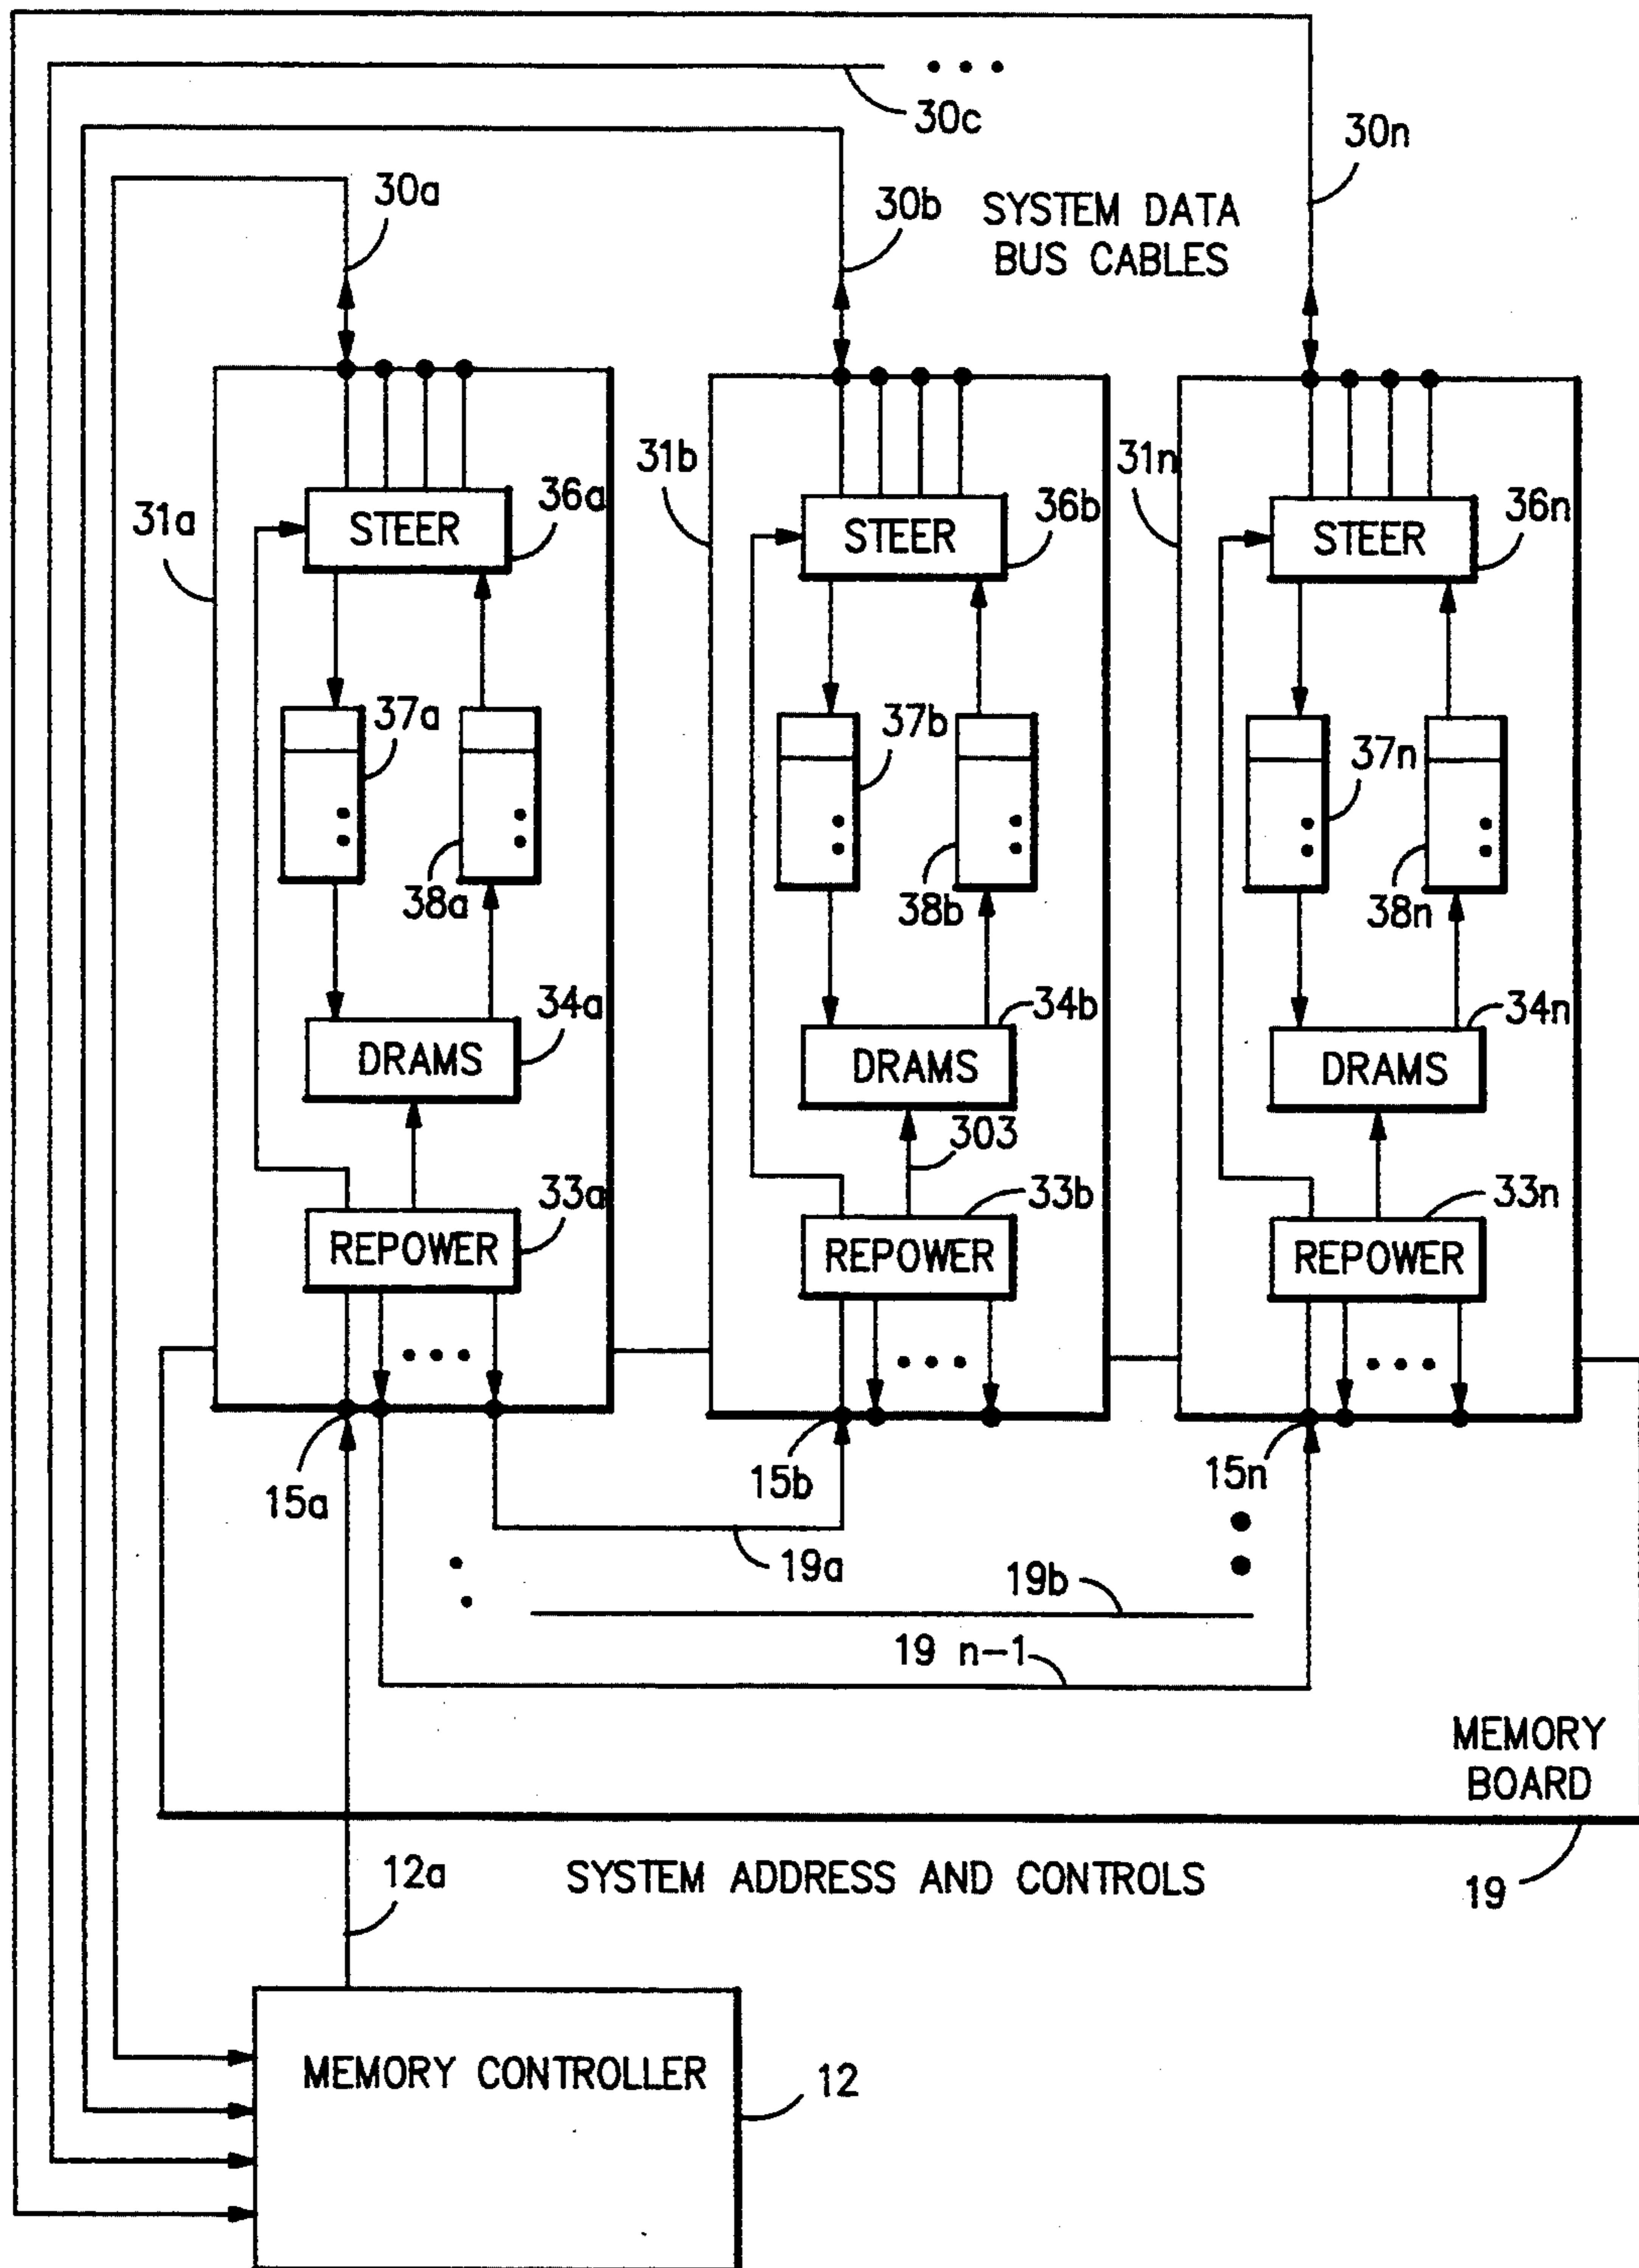 30c
30n
30a
30b
SYSTEM DATA
BUS CABLES
31a
36a
31b
36b
31n
36n
STEER
STEER
STEER
37a
37b
37n
38a
38b
38n
34a
34b
34n
DRAMS
DRAMS
DRAMS
303
33a
33b
33n
REPOWER
REPOWER
REPOWER
15a
15b
15n
19a
19b
19 n-1
MEMORY
BOARD
12a
SYSTEM ADDRESS AND CONTROLS
19
MEMORY CONTROLLER
12